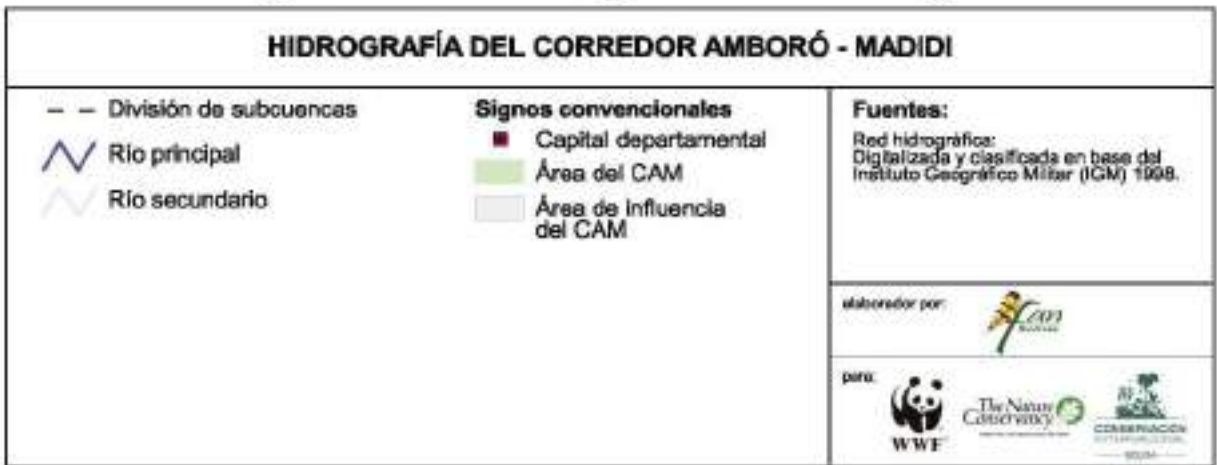 HIDROGRAFÍA DEL CORREDOR AMBORÓ - MADIDI
División de subcuencas
Río principal
Río secundario
Signos convencionales
Capital departamental
Área del CAM
Área de influencia
del CAM
Fuentes:
Red hidrográfica:
Digitalizada y clasificada en base del
Instituto Geográfico Militar (IGM) 1998.
elaborador por:
fan
para:
WWF
The Nature
Conservancy
CONSERVACIÓN
INTERNACIONAL